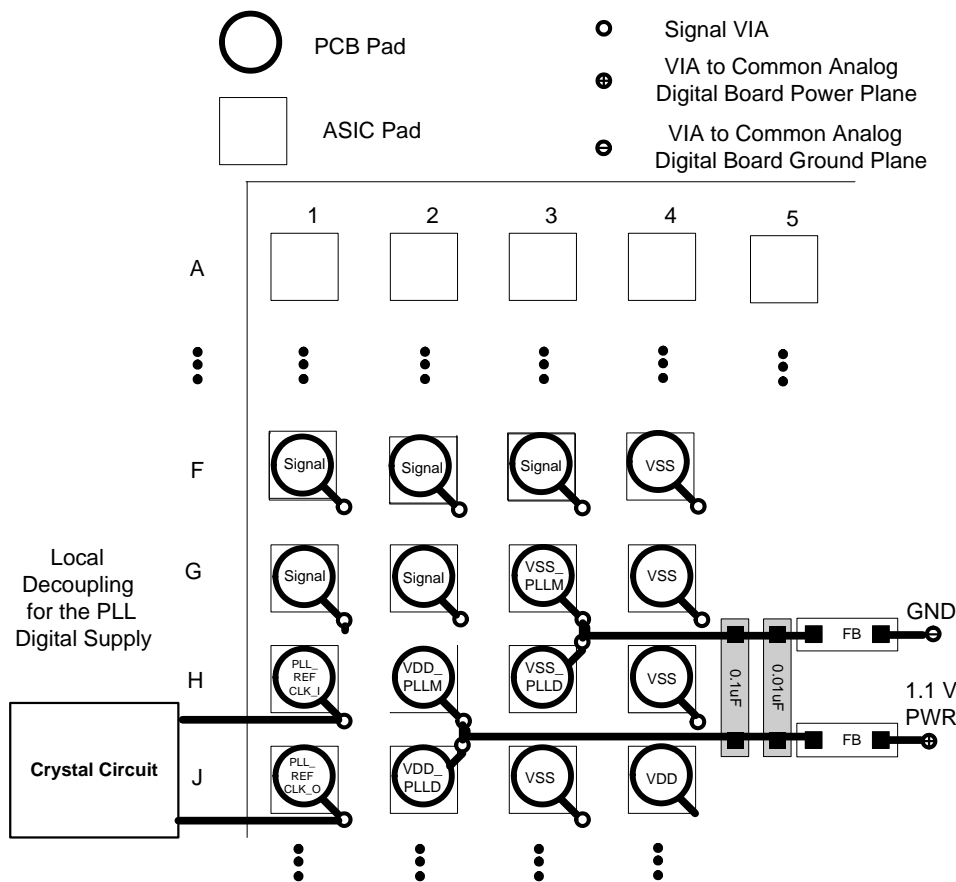 PCB Pad
Signal VIA
VIA to Common Analog
Digital Board Power Plane
ASIC Pad
VIA to Common Analog
Digital Board Ground Plane
1
2
3
4
5
A
F
Signal
Signal
Signal
VSS
Local
Decoupling
for the PLL
Digital Supply
G
Signal
Signal
VSS_
PLLM
VSS
GND
FB
H
PLL_
REF
CLK_I
VDD_
PLLM
VSS_
PLLD
VSS
0.1uF
0.01uF
1.1 V
PWR
FB
Crystal Circuit
J
PLL_
REF
CLK_O
VDD_
PLLD
VSS
VDD